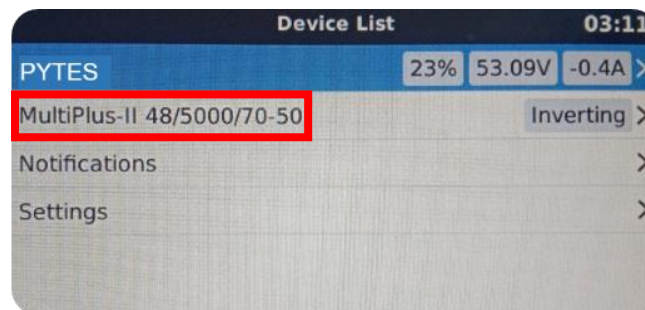 Device List 03:11
PYTES 23% 53.09V -0.4A
MultiPlus-II 48/5000/70-50 Inverting
Notifications
Settings